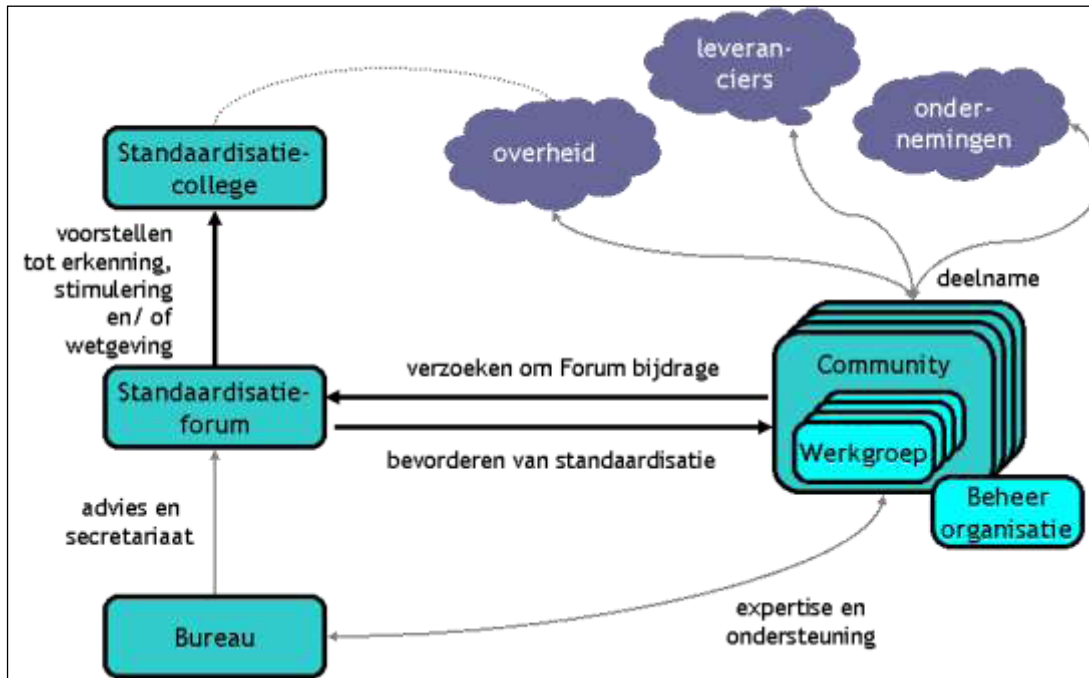 leveran-
ciers
onder-
nemingen
overheid
Standaardisatie-
college
voorstellen
tot erkenning,
stimulering
en/ of
wetgeving
deelname
Standaardisatie-
forum
verzoeken om Forum bijdrage
bevorderen van standaardisatie
Community
Werkgroep
Beheer
organisatie
advies en
secretariaat
Bureau
expertise en
ondersteuning